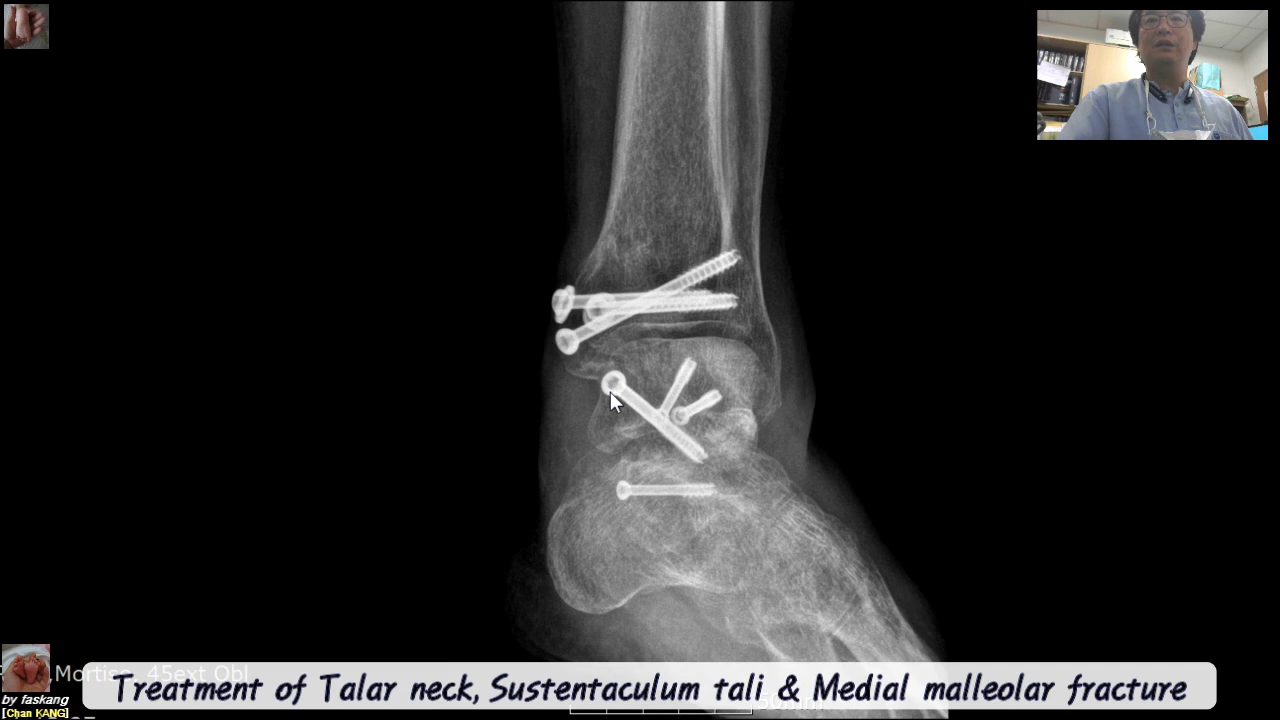 Mortise, 45ext Obl
Treatment of Talar neck, Sustentaculum tali & Medial malleolar fracture
by faskang
[Chan KANG]